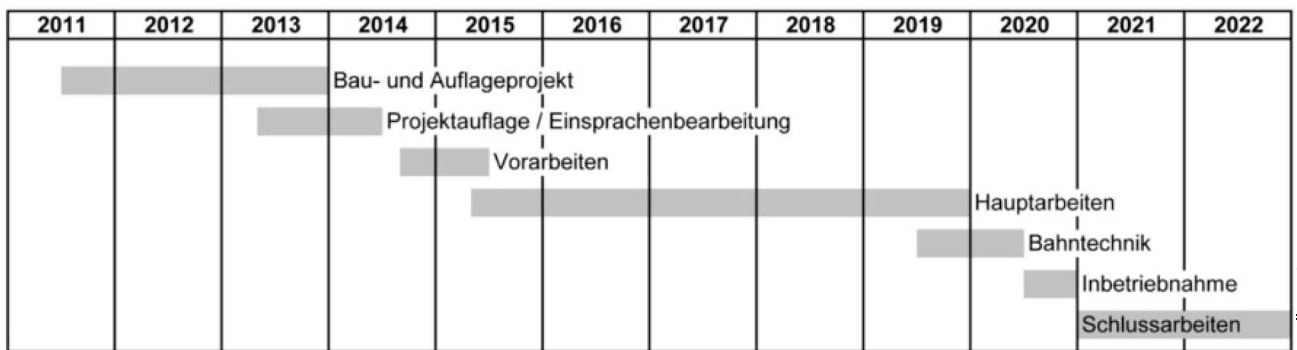 2011 2012 2013 2014 2015 2016 2017 2018 2019 2020 2021 2022
Bau- und Auflageprojekt
Projektauflage / Einsprachenbearbeitung
Vorarbeiten
Hauptarbeiten
Bahntechnik
Inbetriebnahme
Schlussarbeiten